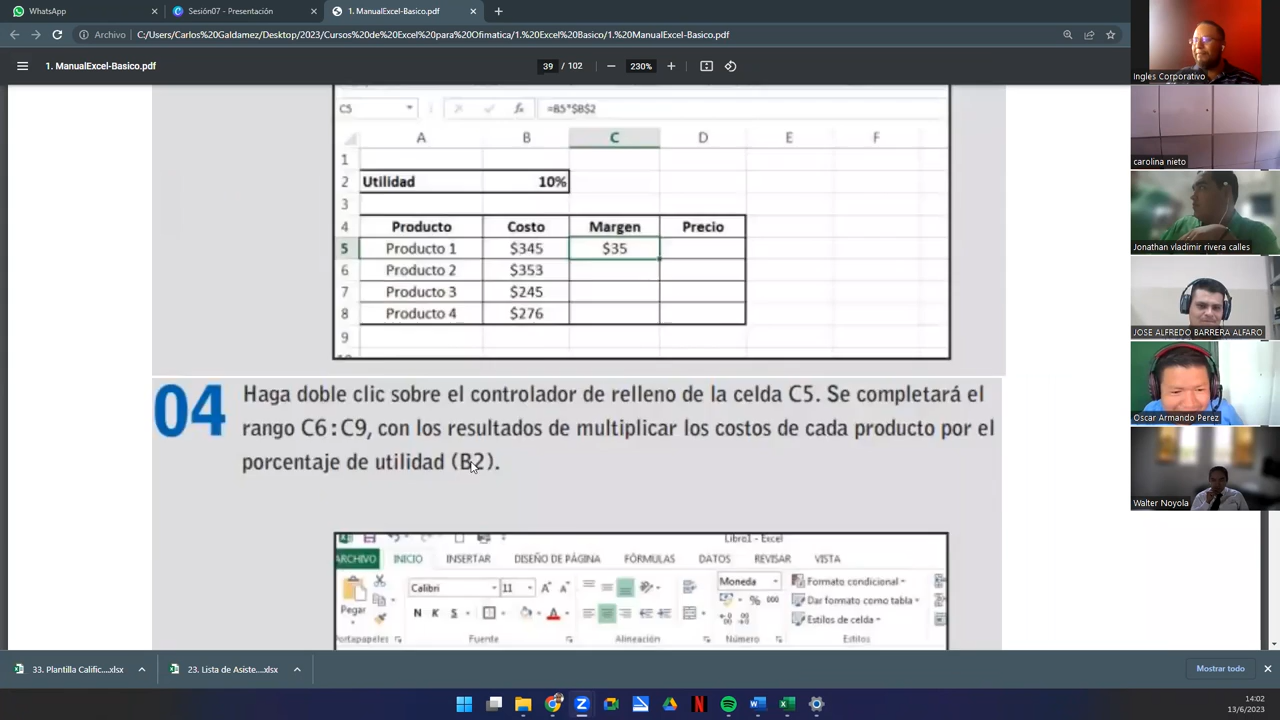 WhatsApp
Sesión07 - Presentación
1. ManualExcel-Basico.pdf
Archivo
C:/Users/Carlos%20Galdamez/Desktop/2023/Cursos%20de%20Excel%20para%20Ofimatica/1.%20Excel%20Basico/1.%20ManualExcel-Basico.pdf
1. ManualExcel-Basico.pdf
39 / 102
230%
C5
fx
=B5*$B$2
A B C D E F
1
2 Utilidad 10%
3
4 Producto Costo Margen Precio
5 Producto 1 $345 $35
6 Producto 2 $353
7 Producto 3 $245
8 Producto 4 $276
9
04
Haga doble clic sobre el controlador de relleno de la celda C5. Se completará el
rango C6:C9, con los de multiplicar los costos de cada producto por el
porcentaje de utilidad (B2).
Libro1 - Excel
ARCHIVO INICIO INSERTAR DISEÑO DE PÁGINA FÓRMULAS DATOS REVISAR VISTA
Calibri 11
Moneda
Formato condicional
Dar formato como tabla
Estilos de celda
Pegar
N K S
% 000
Portapapeles Fuente Alineación Número Estilos
Ingles Corporativo
carolina nieto
Jonathan vladimir rivera calles
JOSE ALFREDO BARRERA ALFARO
Oscar Armando Perez
Walter Noyola
33. Plantilla Calific....xlsx
23. Lista de Asiste....xlsx
Mostrar todo
14:02
13/6/2023